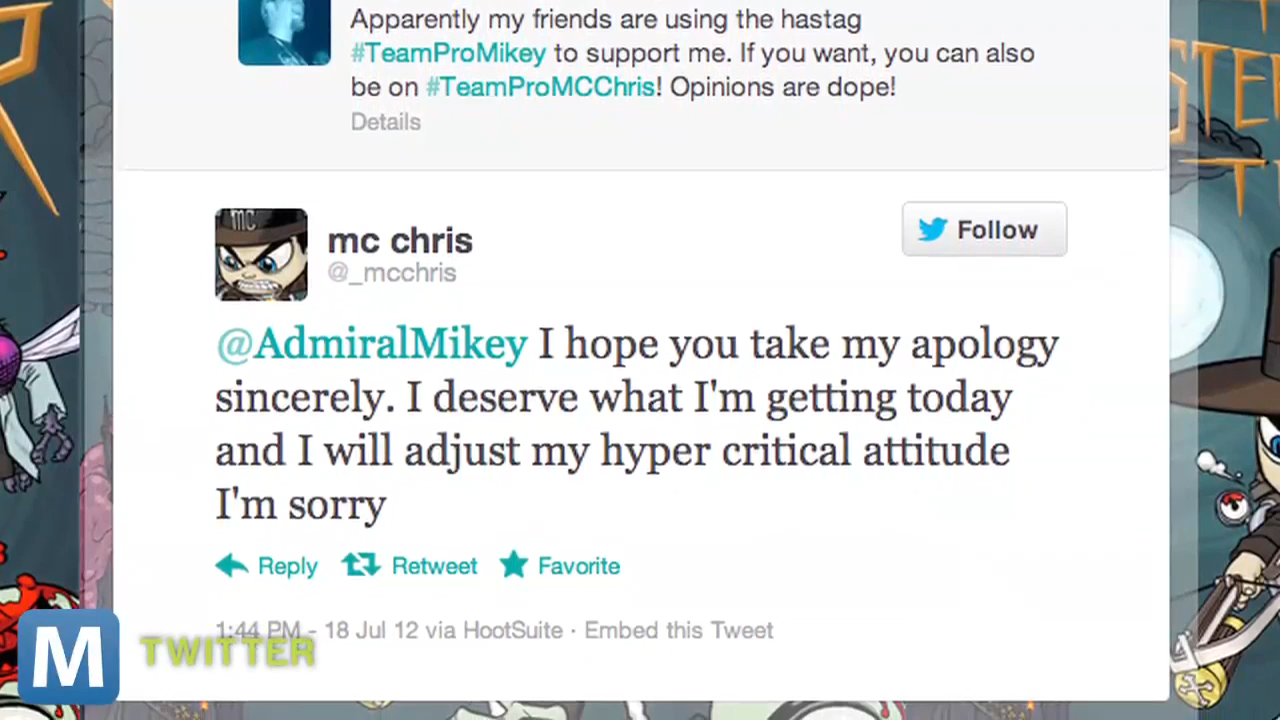 Apparently my friends are using the hastag
#TeamProMikey to support me. If you want, you can also
be on #TeamProMCChris! Opinions are dope!
Details
MC
mc chris
@_mcchris
Follow
@AdmiralMikey I hope you take my apology
sincerely. I deserve what I'm getting today
and I will adjust my hyper critical attitude
I'm sorry
Reply Retweet Favorite
1:44 PM - 18 Jul 12 via HootSuite · Embed this Tweet
M TWITTER